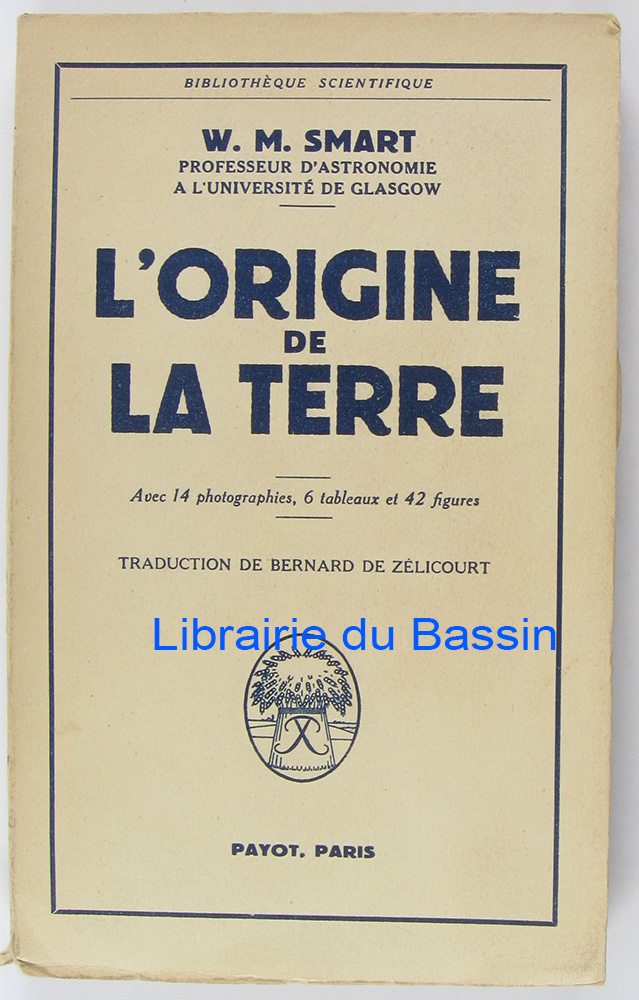 BIBLIOTHÈQUE SCIENTIFIQUE
W. M. SMART
PROFESSEUR D'ASTRONOMIE
A L'UNIVERSITÉ DE GLASGOW
L'ORIGINE
DE
LA TERRE
Avec 14 photographies, 6 tableaux et 42 figures
TRADUCTION DE BERNARD DE ZÉLICOURT
Librairie du Bassin
PAYOT, PARIS